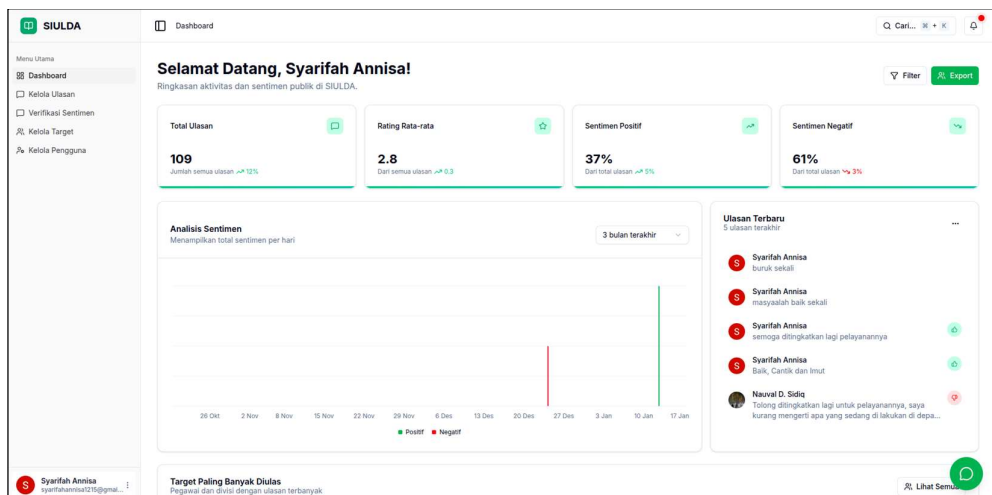 SIULDA
Dashboard
Cari... ⌘ + K
Menu Utama
Dashboard
Kelola Ulasan
Verifikasi Sentimen
Kelola Target
Kelola Pengguna
Selamat Datang, Syarifah Annisa!
Ringkasan aktivitas dan sentimen publik di SIULDA.
Filter
Export
Total Ulasan
109
Jumlah semua ulasan 12%
Rating Rata-rata
2.8
Dari semua ulasan 0.3
Sentimen Positif
37%
Dari total ulasan 5%
Sentimen Negatif
61%
Dari total ulasan 3%
Analisis Sentimen
Menampilkan total sentimen per hari
3 bulan terakhir
26 Okt 2 Nov 8 Nov 15 Nov 22 Nov 29 Nov 6 Des 13 Des 20 Des 27 Des 3 Jan 10 Jan 17 Jan
Positif Negatif
Ulasan Terbaru
5 ulasan terakhir
...
S
Syarifah Annisa
buruk sekali
S
Syarifah Annisa
masyaalah baik sekali
S
Syarifah Annisa
semoga ditingkatkan lagi pelayanannya
S
Syarifah Annisa
Baik, Cantik dan Imut
Nauval D. Sidiq
Tolong ditingkatkan lagi untuk pelayanannya, saya
kurang mengerti apa yang sedang di lakukan di depa...
Target Paling Banyak Diulas
Pegawai dan divisi dengan ulasan terbanyak
Lihat Semua
S
Syarifah Annisa
syarifahannisa1215@gmai...